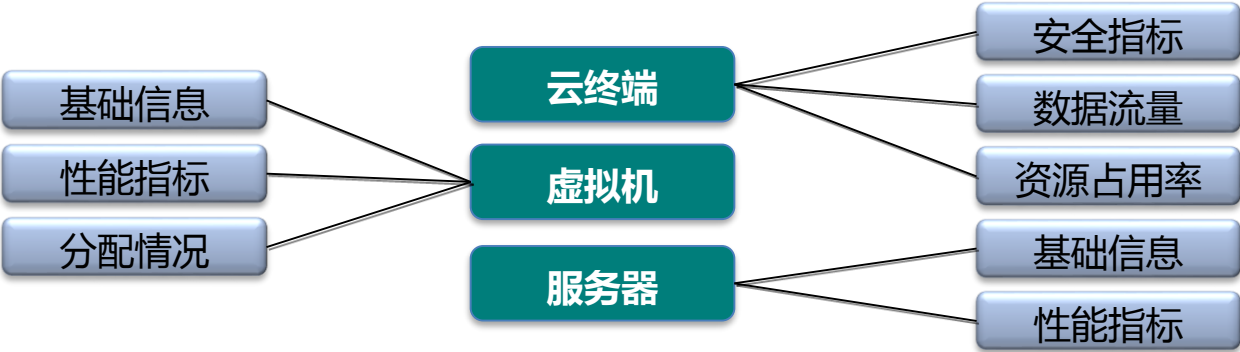 基础信息
性能指标
分配情况
云终端
虚拟机
服务器
安全指标
数据流量
资源占用率
基础信息
性能指标